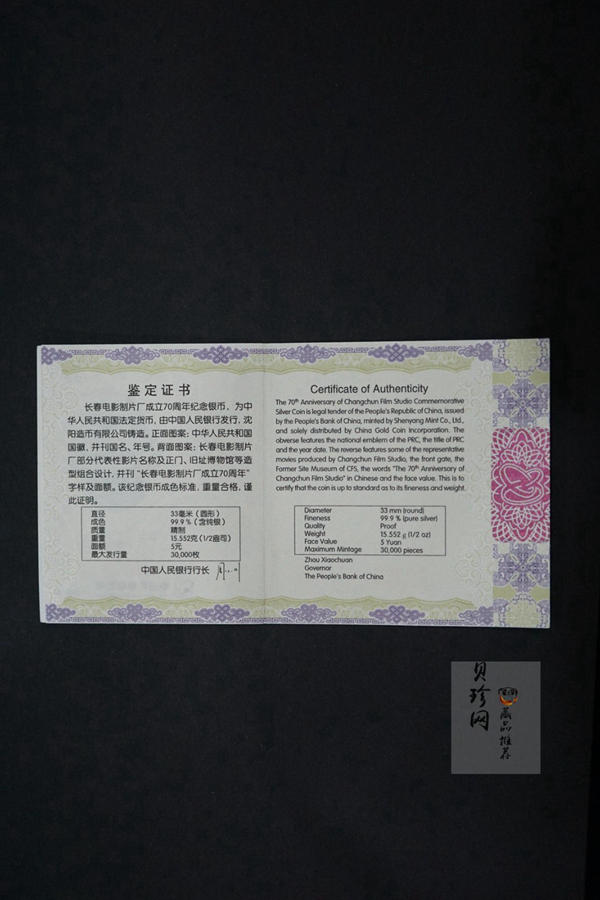 鉴定证书
长春电影制片厂成立70周年纪念银币，为中
华人民共和国法定货币，由中国人民银行发行，沈
阳造币有限公司铸造。正面图案：中华人民共和国
国徽，并刊国名、年号。背面图案：长春电影制片
厂部分代表性影片名称及正门、旧址博物馆等造
型组合设计，并刊“长春电影制片厂成立70周年”
字样及面额。该纪念银币成色标准，重量合格，谨
此证明。
直径 33毫米（圆形）
成色 99.9％（含纯银）
质量 精制
重量 15.552克(1/2盎司)
面额 5元
最大发行量 30,000枚
中国人民银行行长
Certificate of Authenticity
The 70th Anniversary of Changchun Film Studio Commemorative
Silver Coin is legal tender of the People's Republic of China, issued
by the People's Bank of China, minted by Shenyang Mint Co., Ltd.,
and solely distributed by China Gold Coin Incorporation. The
obverse features the national emblem of the PRC, the title of PRC
and the year date. The reverse features some of the representative
movies produced by Changchun Film Studio, the front gate, the
Former Site Museum of CFS, the words "The 70th Anniversary of
Changchun Film Studio" in Chinese and the face value. This is to
certify that the coin is up to standard as to its fineness and weight.
Diameter 33 mm (round)
Fineness 99.9 % (pure silver)
Quality Proof
Weight 15.552 g (1/2 oz)
Face Value 5 Yuan
Maximum Mintage 30,000 pieces
Zhou Xiaochuan
Governor
The People's Bank of China
贝珍网
藏品推荐